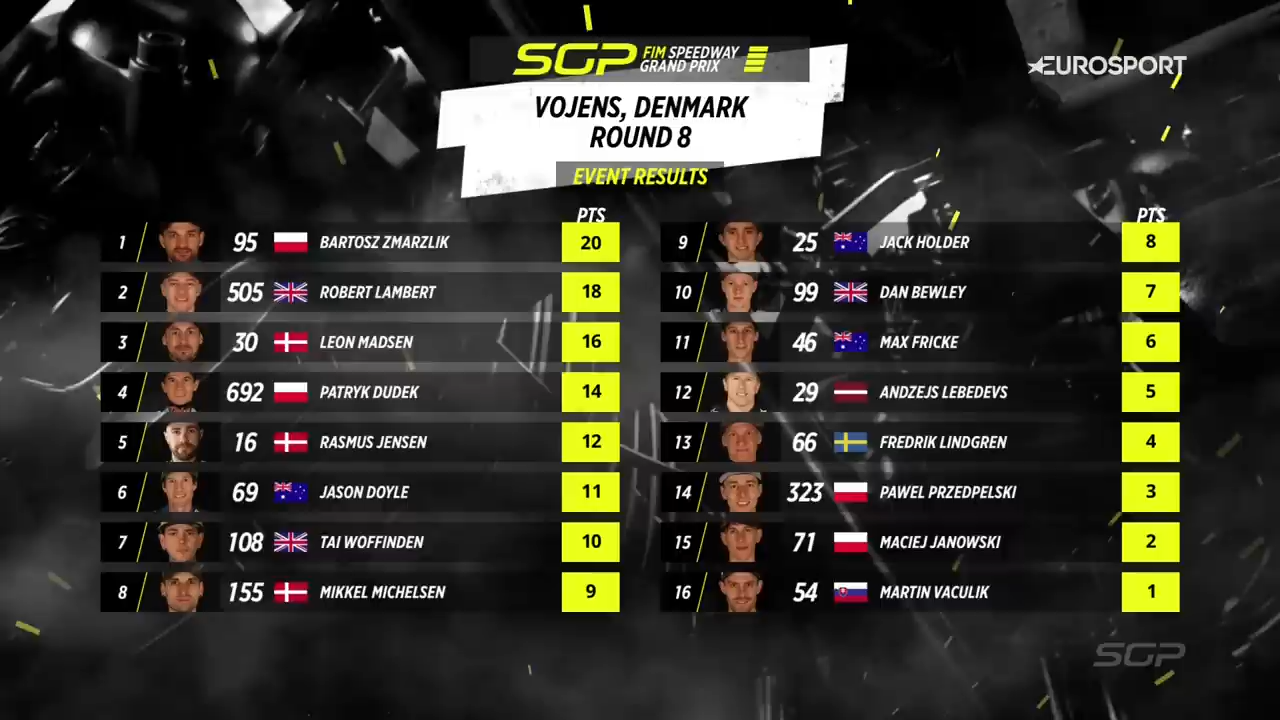 SGP FIM SPEEDWAY
GRAND PRIX
EUROSPORT
VOJENS, DENMARK
ROUND 8
EVENT RESULTS
PTS
1 95 BARTOSZ ZMARZLIK 20
2 505 ROBERT LAMBERT 18
3 30 LEON MADSEN 16
4 692 PATRYK DUDEK 14
5 16 RASMUS JENSEN 12
6 69 JASON DOYLE 11
7 108 TAI WOFFINDEN 10
8 155 MIKKEL MICHELSEN 9
PTS
9 25 JACK HOLDER 8
10 99 DAN BEWLEY 7
11 46 MAX FRICKE 6
12 29 ANDZEJS LEBEDEVS 5
13 66 FREDRIK LINDGREN 4
14 323 PAWEL PRZEDPELSKI 3
15 71 MACIEJ JANOWSKI 2
16 54 MARTIN VACULIK 1
SGP